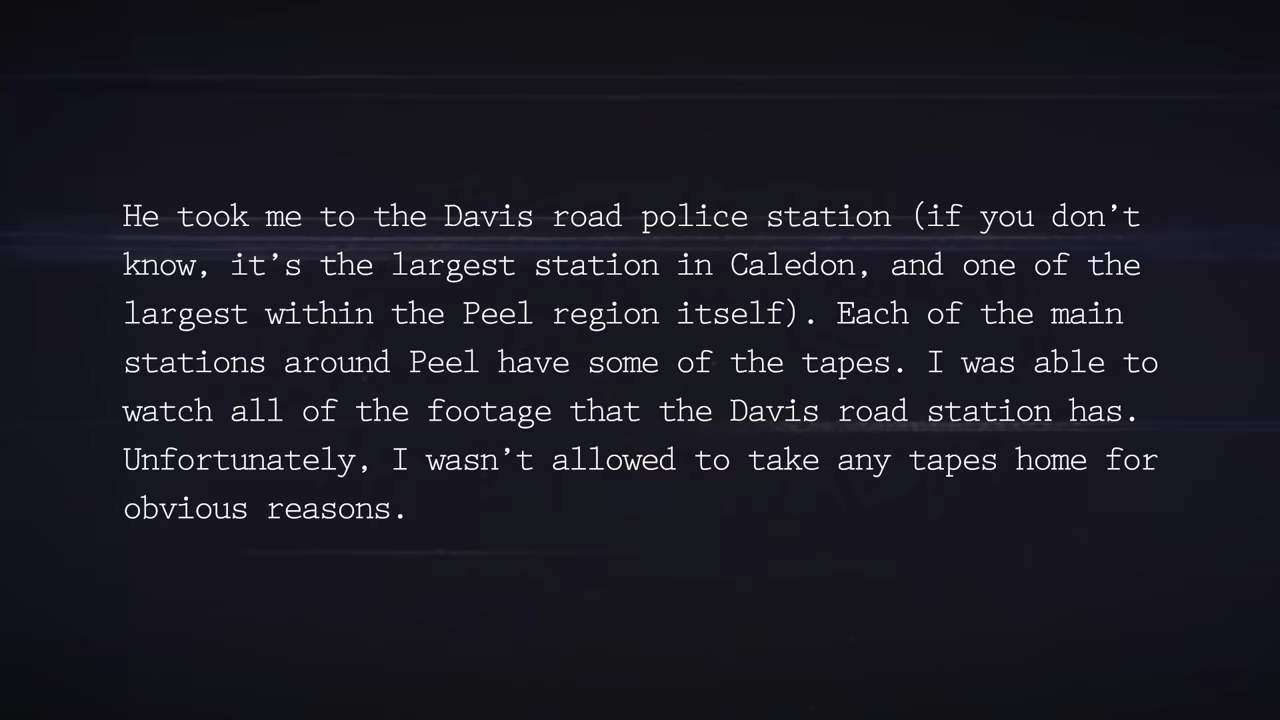 He took me to the Davis road police station (if you don’t
know, it’s the largest station in Caledon, and one of the
largest within the Peel region itself). Each of the main
stations around Peel have some of the tapes. I was able to
watch all of the footage that the Davis road station has.
Unfortunately, I wasn’t allowed to take any tapes home for
obvious reasons.